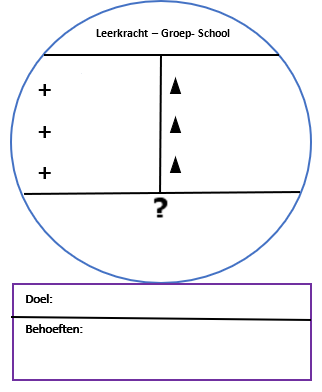 Leerkracht – Groep- School
+
+
+
?
Doel:
Behoeften: